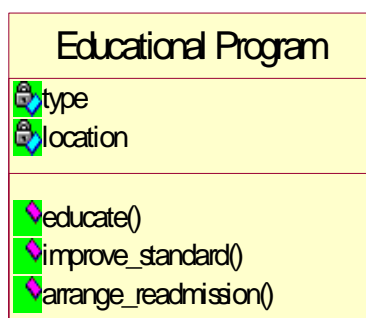 Educational Program
type
location
educate()
improve_standard()
arrange_readmission()